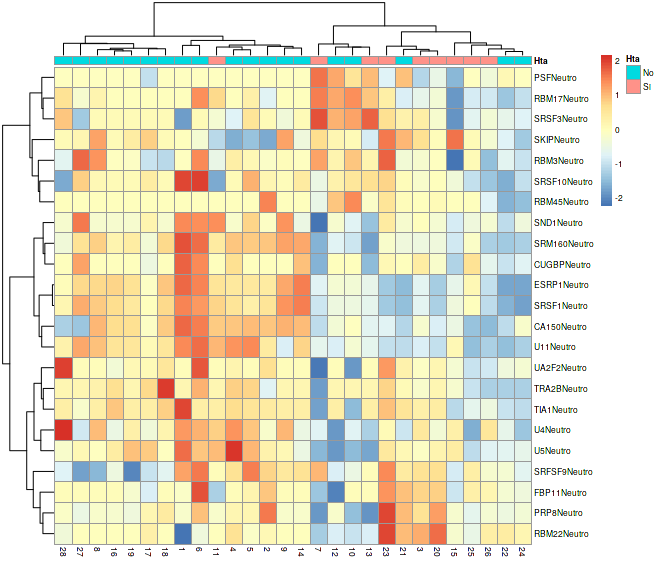 Hta
PSFNeutro
RBM17Neutro
SRSF3Neutro
SKIPNeutro
RBM3Neutro
SRSF10Neutro
RBM45Neutro
SND1Neutro
SRM160Neutro
CUGBPNeutro
ESRP1Neutro
SRSF1Neutro
CA150Neutro
U11Neutro
UA2F2Neutro
TRA2BNeutro
TIA1Neutro
U4Neutro
U5Neutro
SRFSF9Neutro
FBP11Neutro
PRP8Neutro
RBM22Neutro
28 27 8 16 19 17 18 1 6 11 4 5 2 9 14 7 12 10 13 23 21 3 20 15 25 26 22 24
2
1
0
-1
-2
Hta
No
SI